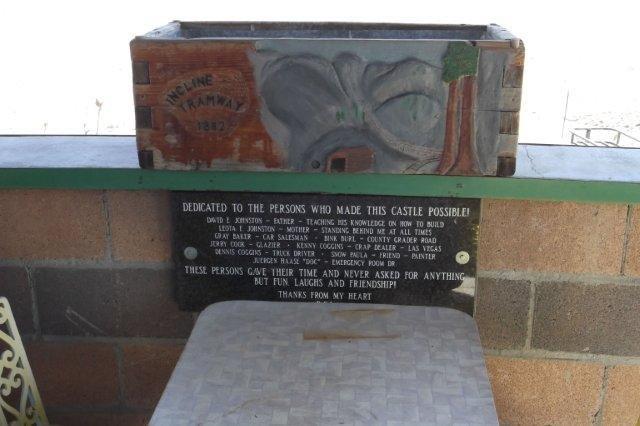 INCLINE
TRAMWAY
1882
DEDICATED TO THE PERSONS WHO MADE THIS CASTLE POSSIBLE!
DAVID E JOHNSTON - FATHER - TEACHING HIS KNOWLEDGE ON HOW TO BUILD
LEOTA E. JOHNSTON - MOTHER - STANDING BEHIND ME AT ALL TIMES
GRAY BAKER - CAR SALESMAN - BINK BURL - COUNTY GRADER ROAD
JERRY COOK - GLAZIER - KENNY COGGINS - CRAP DEALER - LAS VEGAS
DENNIS COGGINS - TRUCK DRIVER - SNOW PAULA - FRIEND - PAINTER
JUERGEN HAASE "DOC" - EMERGENCY ROOM DR
THESE PERSONS GAVE THEIR TIME AND NEVER ASKED FOR ANYTHING
BUT FUN, LAUGHS AND FRIENDSHIP!
THANKS FROM MY HEART